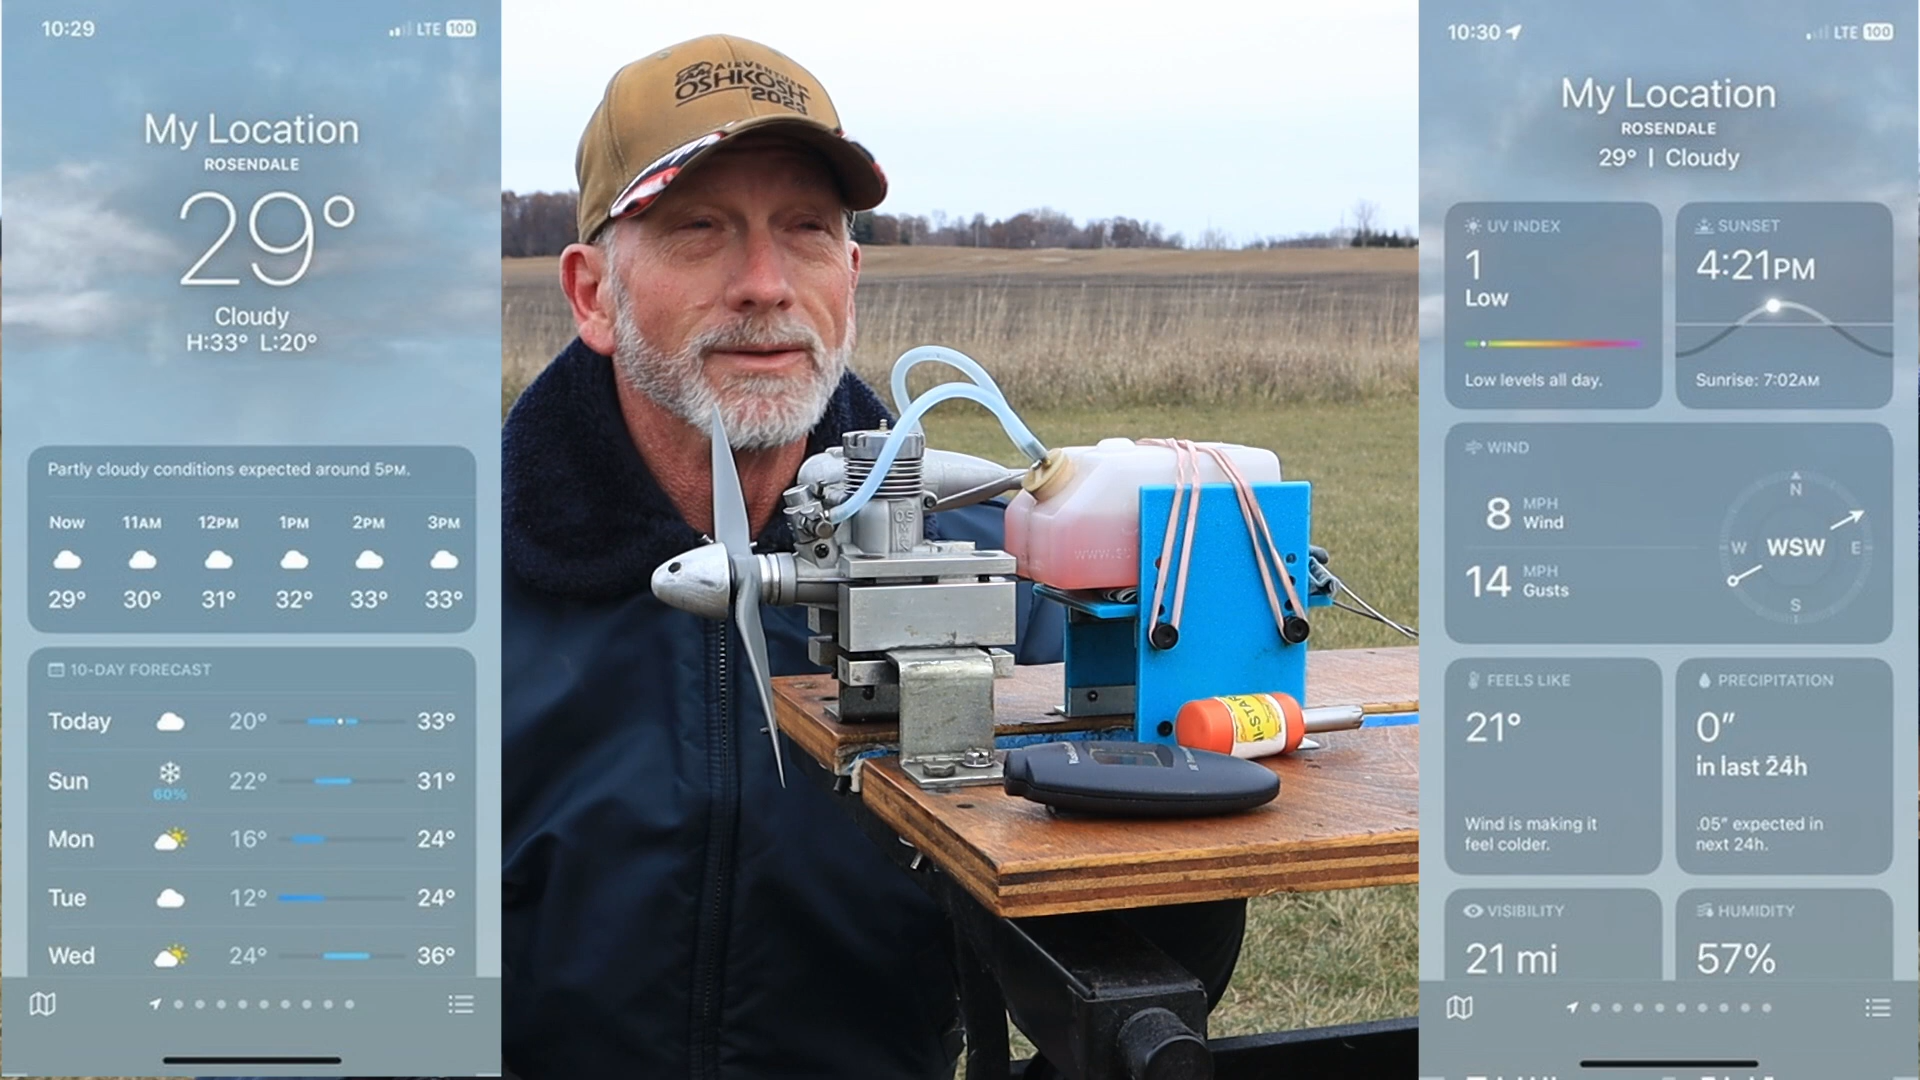 10:29
LTE 100
My Location
ROSENDALE
29°
Cloudy
H:33° L:20°
Partly cloudy conditions expected around 5PM.
Now 11AM 12PM 1PM 2PM 3PM
29° 30° 31° 32° 33° 33°
10-DAY FORECAST
Today 20° 33°
Sun 60% 22° 31°
Mon 16° 24°
Tue 12° 24°
Wed 24° 36°
EAA AIRVENTURE
OSHKOSH
2023
OS
MAX
10:30
LTE 100
My Location
ROSENDALE
29° | Cloudy
UV INDEX
1
Low
Low levels all day.
SUNSET
4:21PM
Sunrise: 7:02AM
WIND
8 MPH
Wind
14 MPH
Gusts
N
W WSW E
S
FEELS LIKE
21°
Wind is making it
feel colder.
PRECIPITATION
0”
in last 24h
.05” expected in
next 24h.
VISIBILITY
21 mi
HUMIDITY
57%